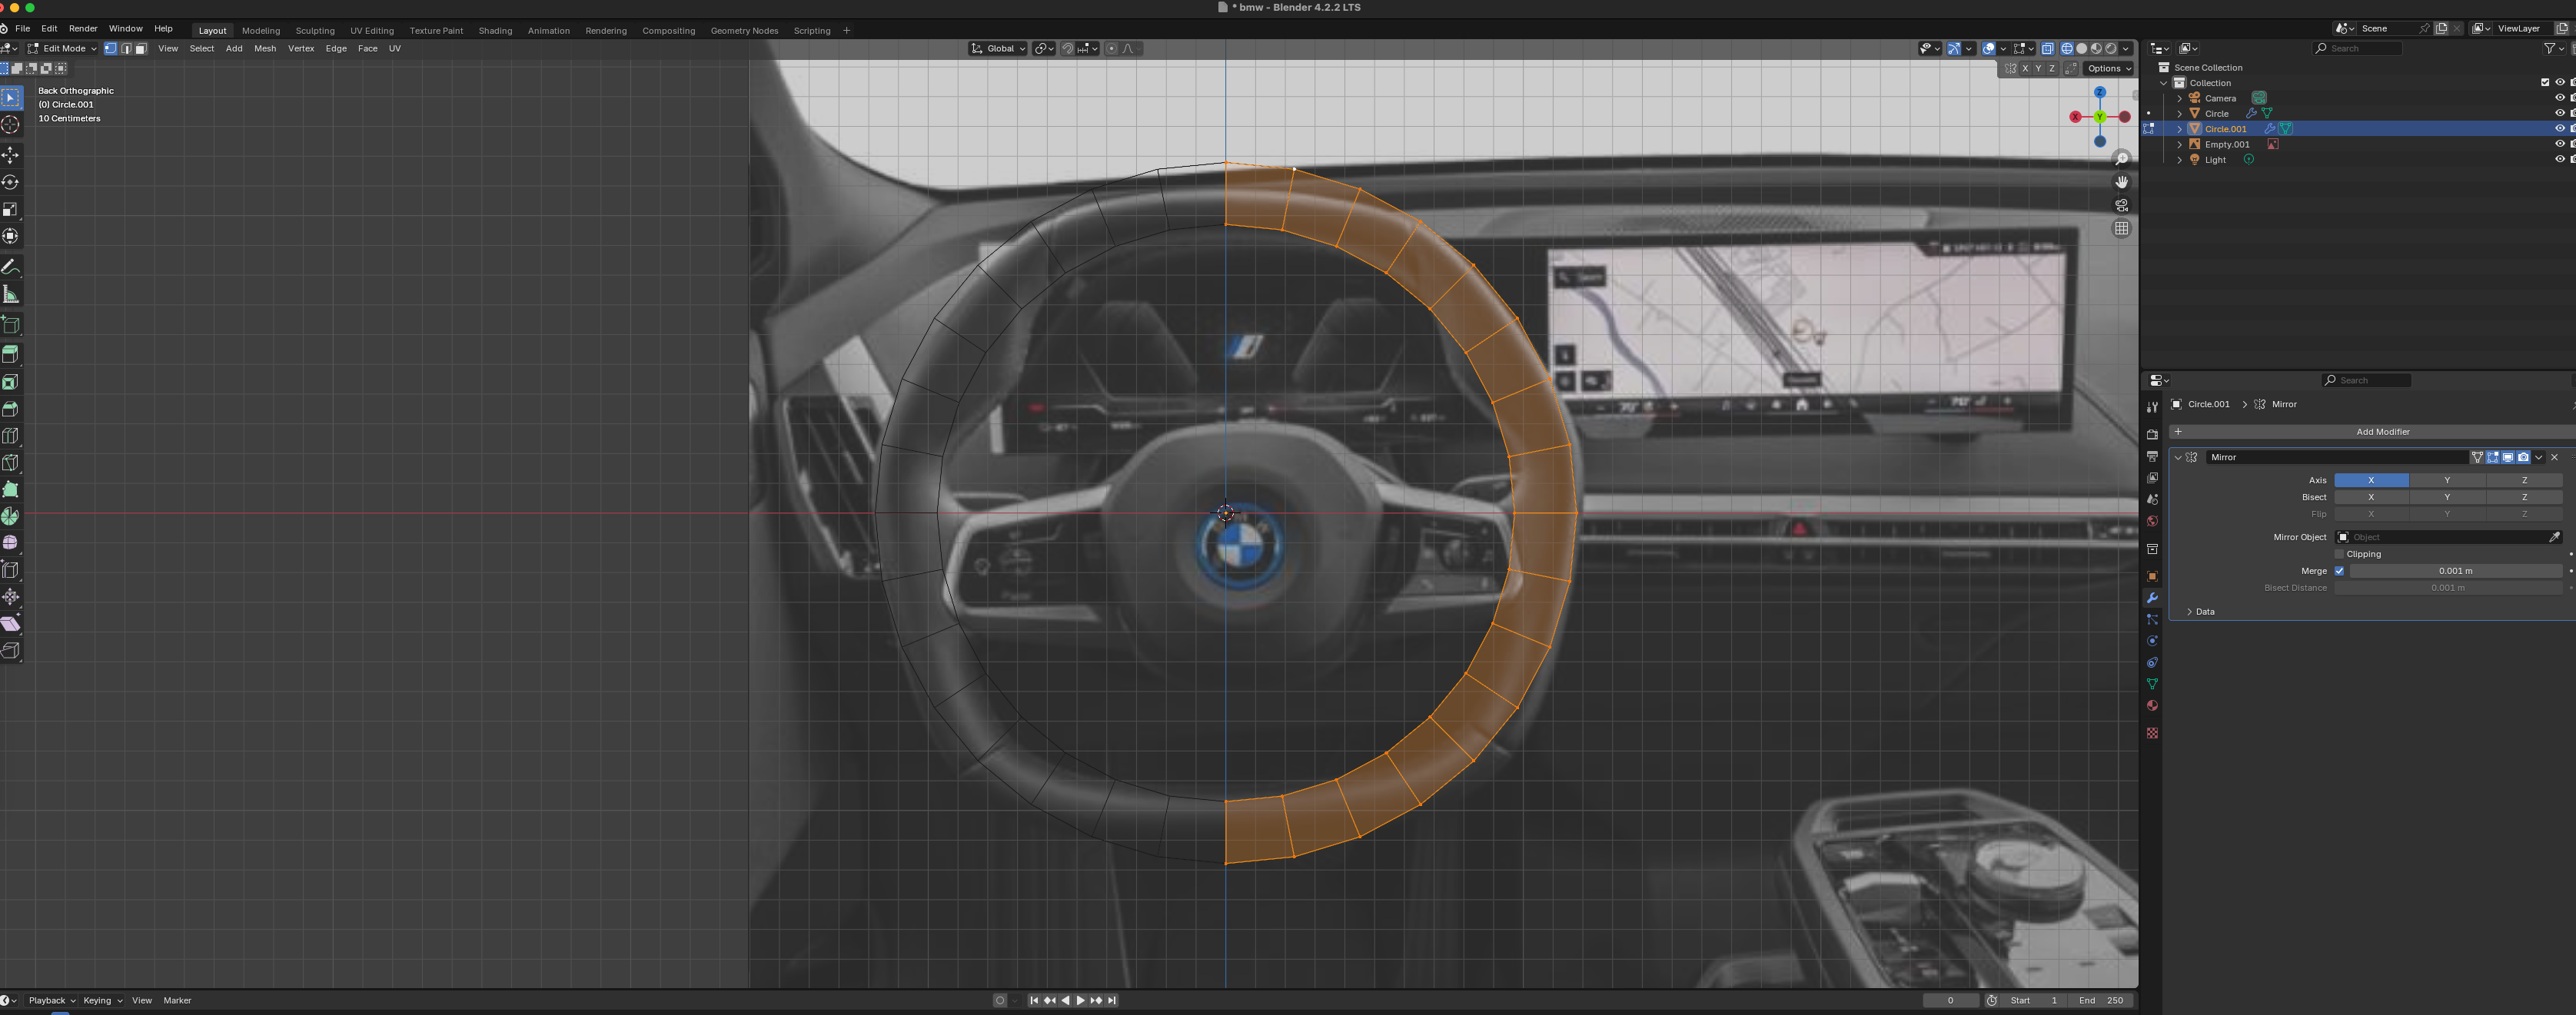 * bmw - Blender 4.2.2 LTS
File Edit Render Window Help
Layout Modeling Sculpting UV Editing Texture Paint Shading Animation Rendering Compositing Geometry Nodes Scripting +
Scene
ViewLayer
Edit Mode View Select Add Mesh Vertex Edge Face UV
Global
X Y Z Options
Search
Back Orthographic
(0) Circle.001
10 Centimeters
Z
X
Y
Scene Collection
Collection
Camera
Circle
Circle.001
Empty.001
Light
Search
Circle.001 > Mirror
+ Add Modifier
Mirror
Axis X Y Z
Bisect X Y Z
Flip X Y Z
Mirror Object Object
Clipping
Merge 0.001 m
Bisect Distance 0.001 m
Data
Playback Keying View Marker
0 Start 1 End 250